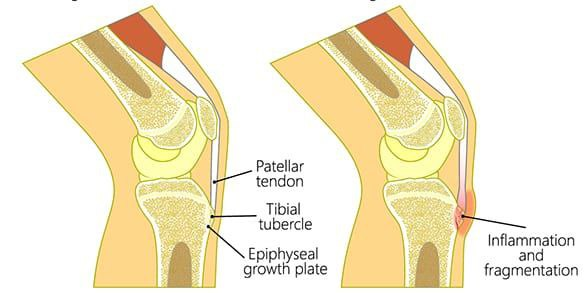 Patellar
tendon
Tibial
tubercle
Epiphyseal
growth plate
Inflammation
and
fragmentation